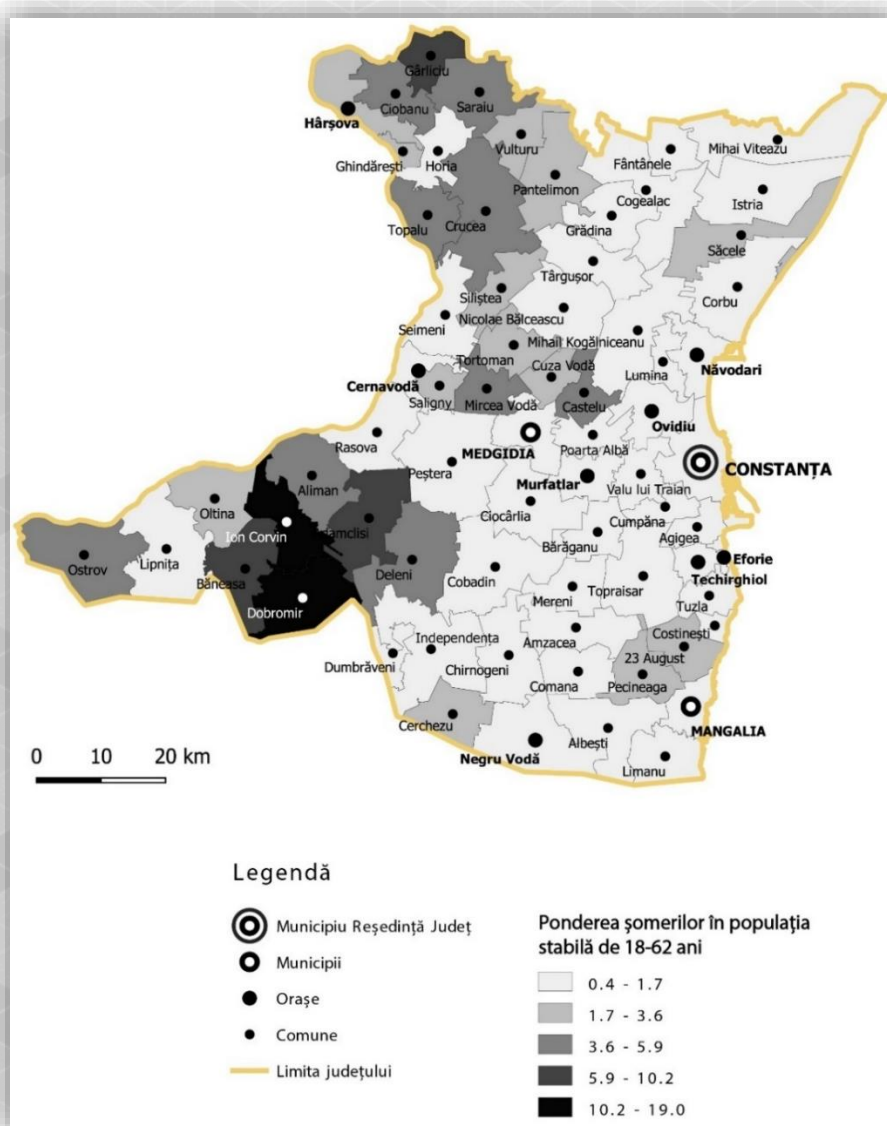 Gârliciu
Ciobanu
Saraiu
Hârșova
Ghindărești
Horia
Vulturu
Pantelimon
Fântânele
Mihai Viteazu
Cogealac
Istria
Grădina
Topalu
Crucea
Săcele
Târgușor
Corbu
Siliștea
Seimeni
Nicolae Bălcescu
Mihail Kogălniceanu
Tortoman
Cuza Vodă
Lumina
Năvodari
Cernavodă
Saligny
Mircea Vodă
Castelu
Ovidiu
Rasova
MEDGIDIA
Poarta Albă
Peștera
CONSTANȚA
Murfatlar
Valu lui Traian
Aliman
Oltina
Ciocârlia
Cumpăna
Ion Corvin
Adamclisi
Bărăganu
Agigea
Ostrov
Lipnița
Băneasa
Deleni
Cobadin
Eforie
Techirghiol
Dobromir
Mereni
Topraisar
Tuzla
Independența
Amzacea
Costinești
Dumbrăveni
Chirnogeni
23 August
Comana
Pecineaga
Cerchezu
MANGALIA
Negru Vodă
Albești
Limanu
0 10 20 km
Legendă
Municipiu Reședință Județ
Municipii
Orașe
Comune
Limita județului
Ponderea șomerilor în populația
stabilă de 18-62 ani
0.4 - 1.7
1.7 - 3.6
3.6 - 5.9
5.9 - 10.2
10.2 - 19.0